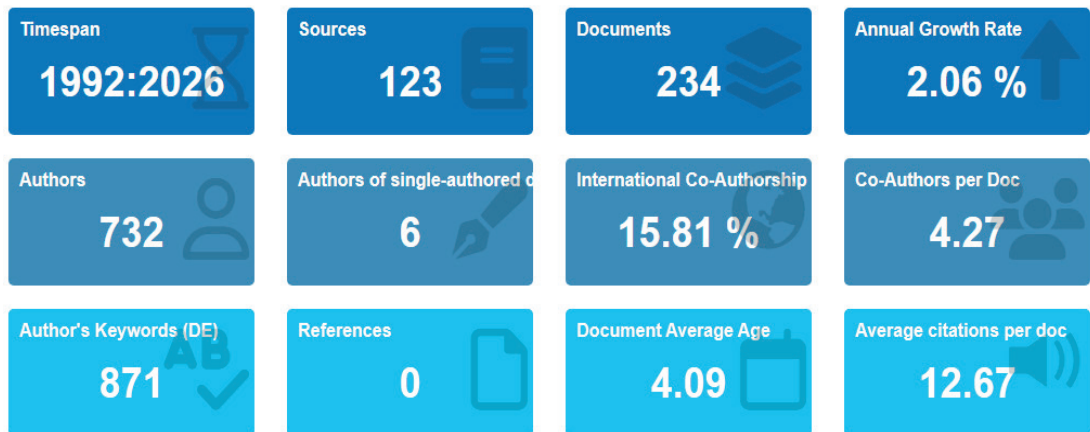 Timespan
1992:2026
Sources
123
Documents
234
Annual Growth Rate
2.06 %
Authors
732
Authors of single-authored d
6
International Co-Authorship
15.81 %
Co-Authors per Doc
4.27
Author's Keywords (DE)
871
AB
References
0
Document Average Age
4.09
Average citations per doc
12.67